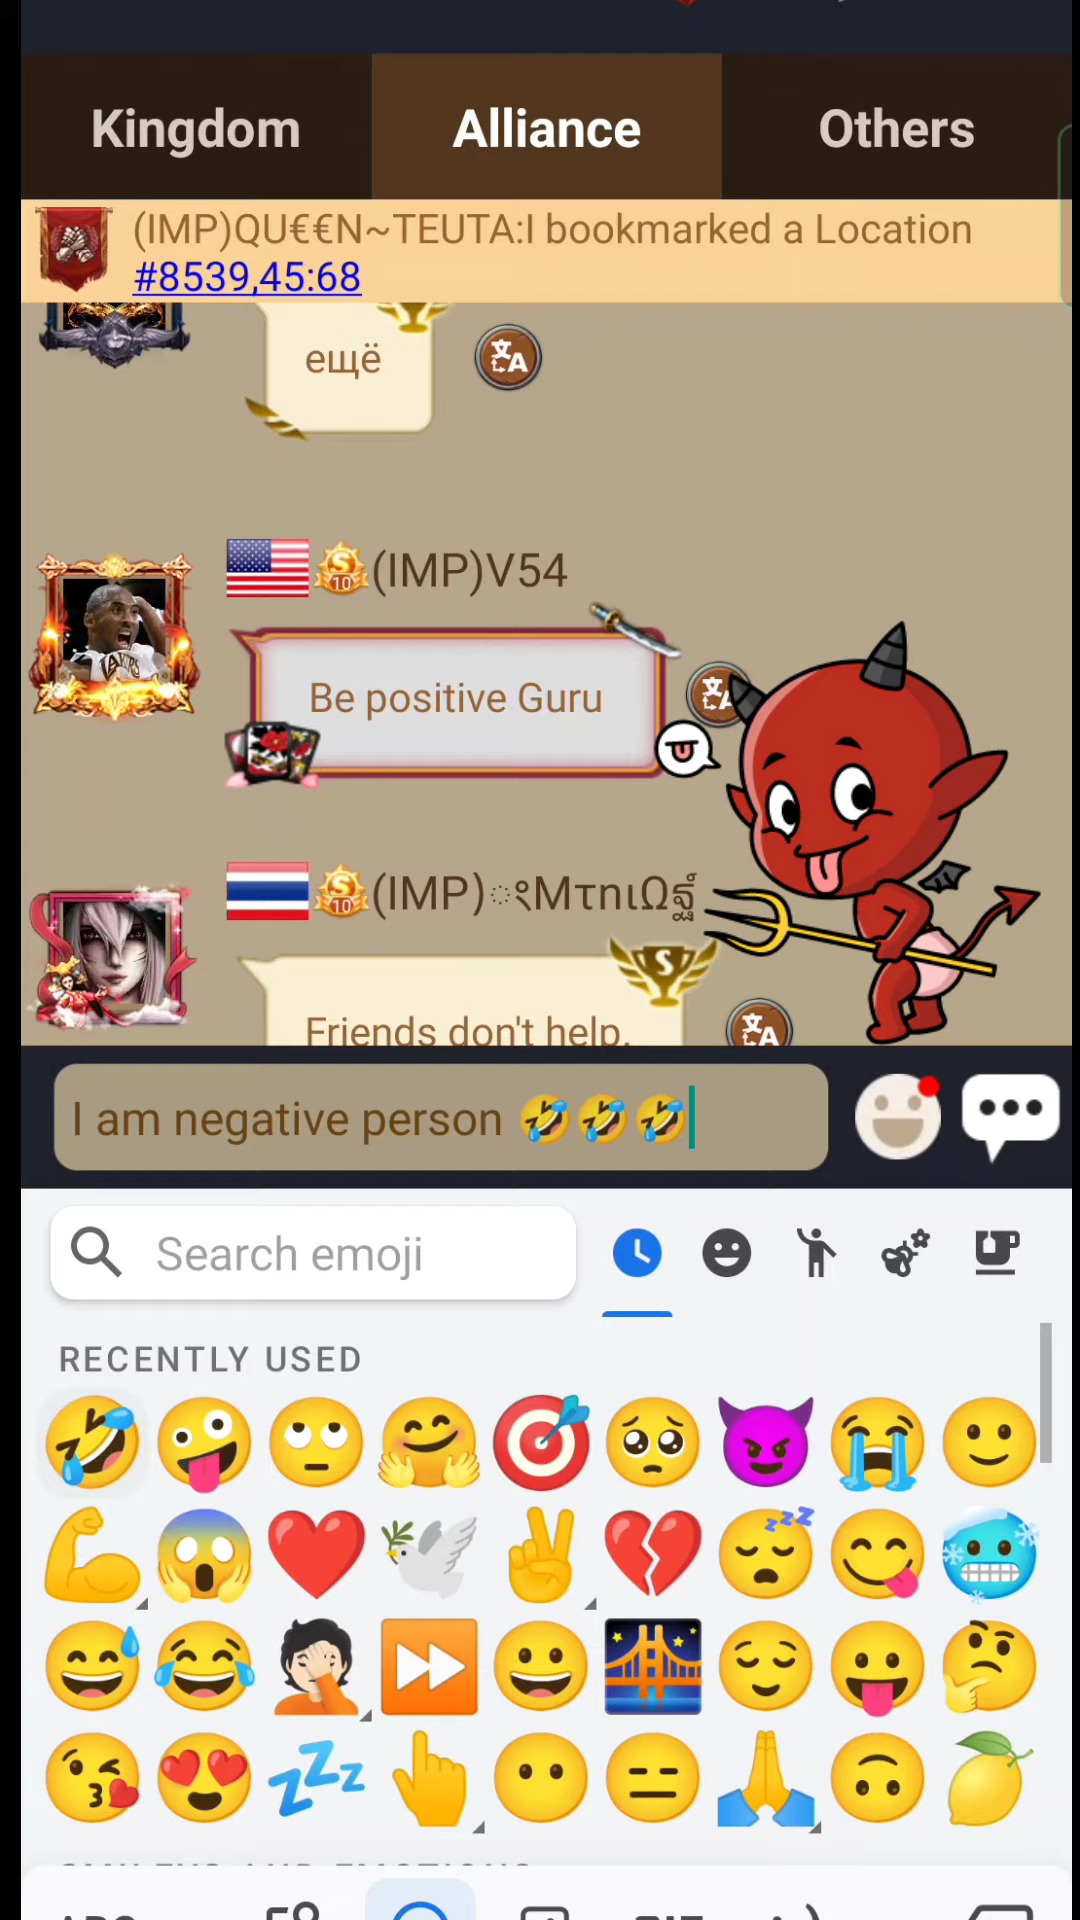 Kingdom Alliance Others
(IMP)QU€€N~TEUTA:I bookmarked a Location
#8539,45:68
ещё
(IMP)V54
Be positive Guru
(IMP)
Friends don't help.
I am negative person 🤣🤣🤣
Search emoji
RECENTLY USED